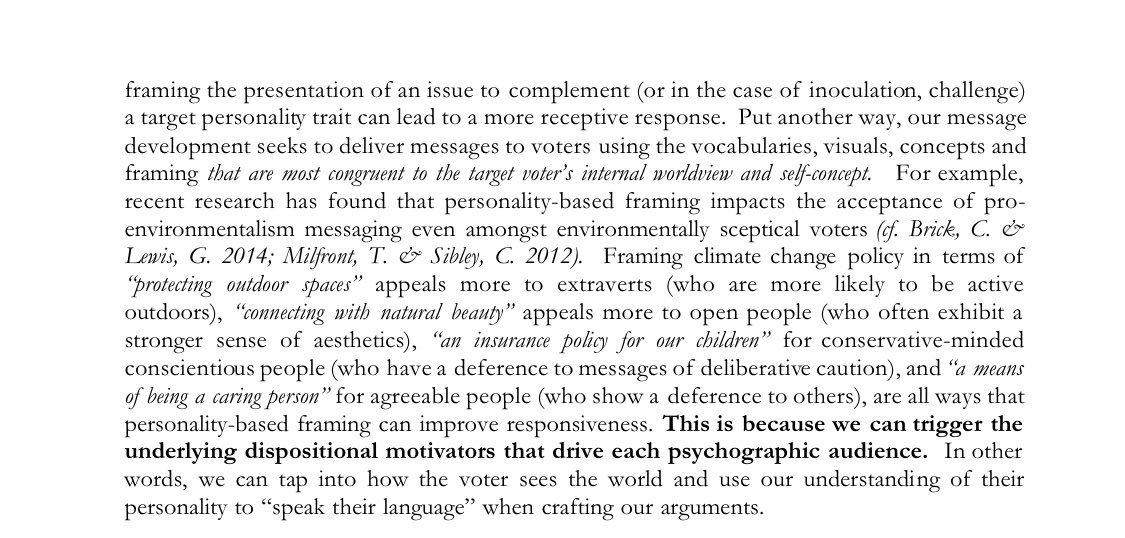 framing the presentation of an issue to complement (or in the case of inoculation, challenge)
a target personality trait can lead to a more receptive response. Put another way, our message
development seeks to deliver messages to voters using the vocabularies, visuals, concepts and
framing that are most congruent to the target voter’s internal worldview and self-concept. For example,
recent research has found that personality-based framing impacts the acceptance of pro-
environmentalism messaging even amongst environmentally sceptical voters (cf. Brick, C. &
Lewis, G. 2014; Milfront, T. & Sibley, C. 2012). Framing climate change policy in terms of
“protecting outdoor spaces” appeals more to extraverts (who are more likely to be active
outdoors), “connecting with natural beauty” appeals more to open people (who often exhibit a
stronger sense of aesthetics), “an insurance policy for our children” for conservative-minded
conscientious people (who have a deference to messages of deliberative caution), and “a means
of being a caring person” for agreeable people (who show a deference to others), are all ways that
personality-based framing can improve responsiveness. This is because we can trigger the
underlying dispositional motivators that drive each psychographic audience. In other
words, we can tap into how the voter sees the world and use our understanding of their
personality to “speak their language” when crafting our arguments.